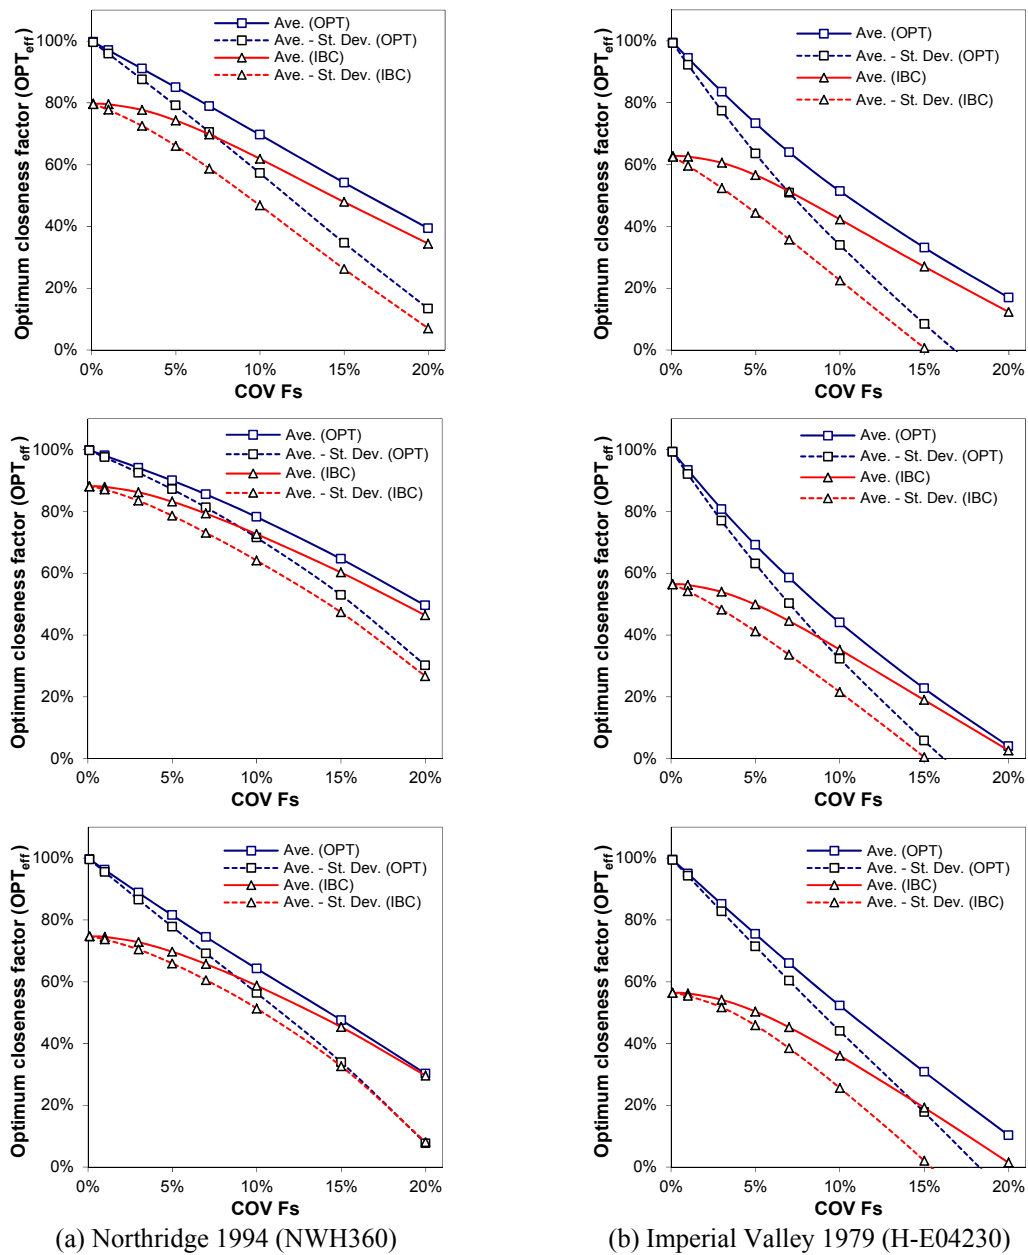 Optimum closeness factor (OPTeff)
100%
80%
60%
40%
20%
0%
0%
5%
10%
15%
20%
COV Fs
Ave. (OPT)
Ave. - St. Dev. (OPT)
Ave. (IBC)
Ave. - St. Dev. (IBC)
Optimum closeness factor (OPTeff)
100%
80%
60%
40%
20%
0%
0%
5%
10%
15%
20%
COV Fs
Ave. (OPT)
Ave. - St. Dev. (OPT)
Ave. (IBC)
Ave. - St. Dev. (IBC)
Optimum closeness factor (OPTeff)
100%
80%
60%
40%
20%
0%
0%
5%
10%
15%
20%
COV Fs
Ave. (OPT)
Ave. - St. Dev. (OPT)
Ave. (IBC)
Ave. - St. Dev. (IBC)
Optimum closeness factor (OPTeff)
100%
80%
60%
40%
20%
0%
0%
5%
10%
15%
20%
COV Fs
Ave. (OPT)
Ave. - St. Dev. (OPT)
Ave. (IBC)
Ave. - St. Dev. (IBC)
Optimum closeness factor (OPTeff)
100%
80%
60%
40%
20%
0%
0%
5%
10%
15%
20%
COV Fs
Ave. (OPT)
Ave. - St. Dev. (OPT)
Ave. (IBC)
Ave. - St. Dev. (IBC)
Optimum closeness factor (OPTeff)
100%
80%
60%
40%
20%
0%
0%
5%
10%
15%
20%
COV Fs
Ave. (OPT)
Ave. - St. Dev. (OPT)
Ave. (IBC)
Ave. - St. Dev. (IBC)
(a) Northridge 1994 (NWH360)
(b) Imperial Valley 1979 (H-E04230)